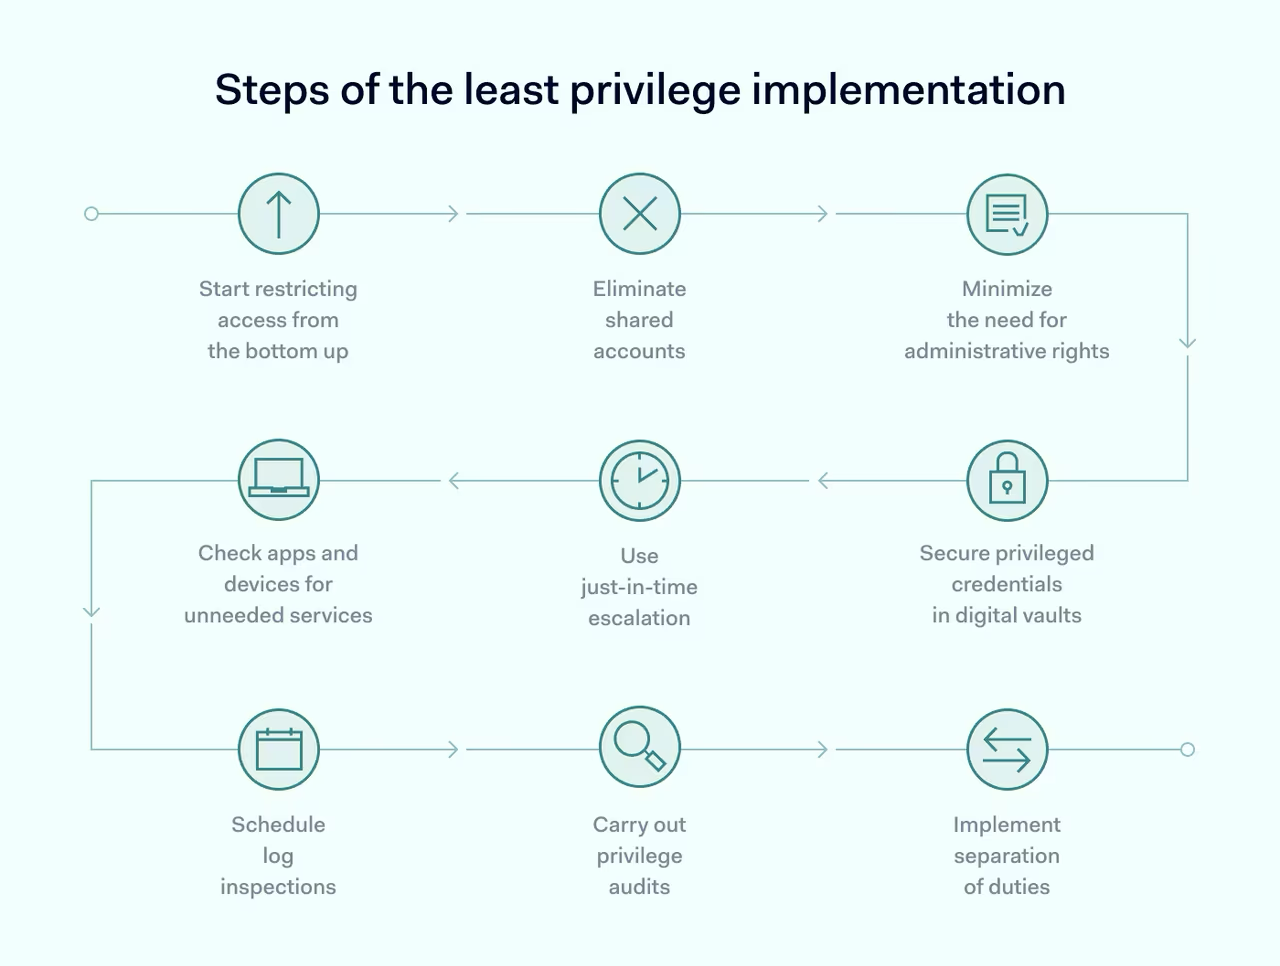 Steps of the least privilege implementation
Start restricting
access from
the bottom up
Eliminate
shared
accounts
Minimize
the need for
administrative rights
Secure privileged
credentials
in digital vaults
Use
just-in-time
escalation
Check apps and
devices for
unneeded services
Schedule
log
inspections
Carry out
privilege
audits
Implement
separation
of duties